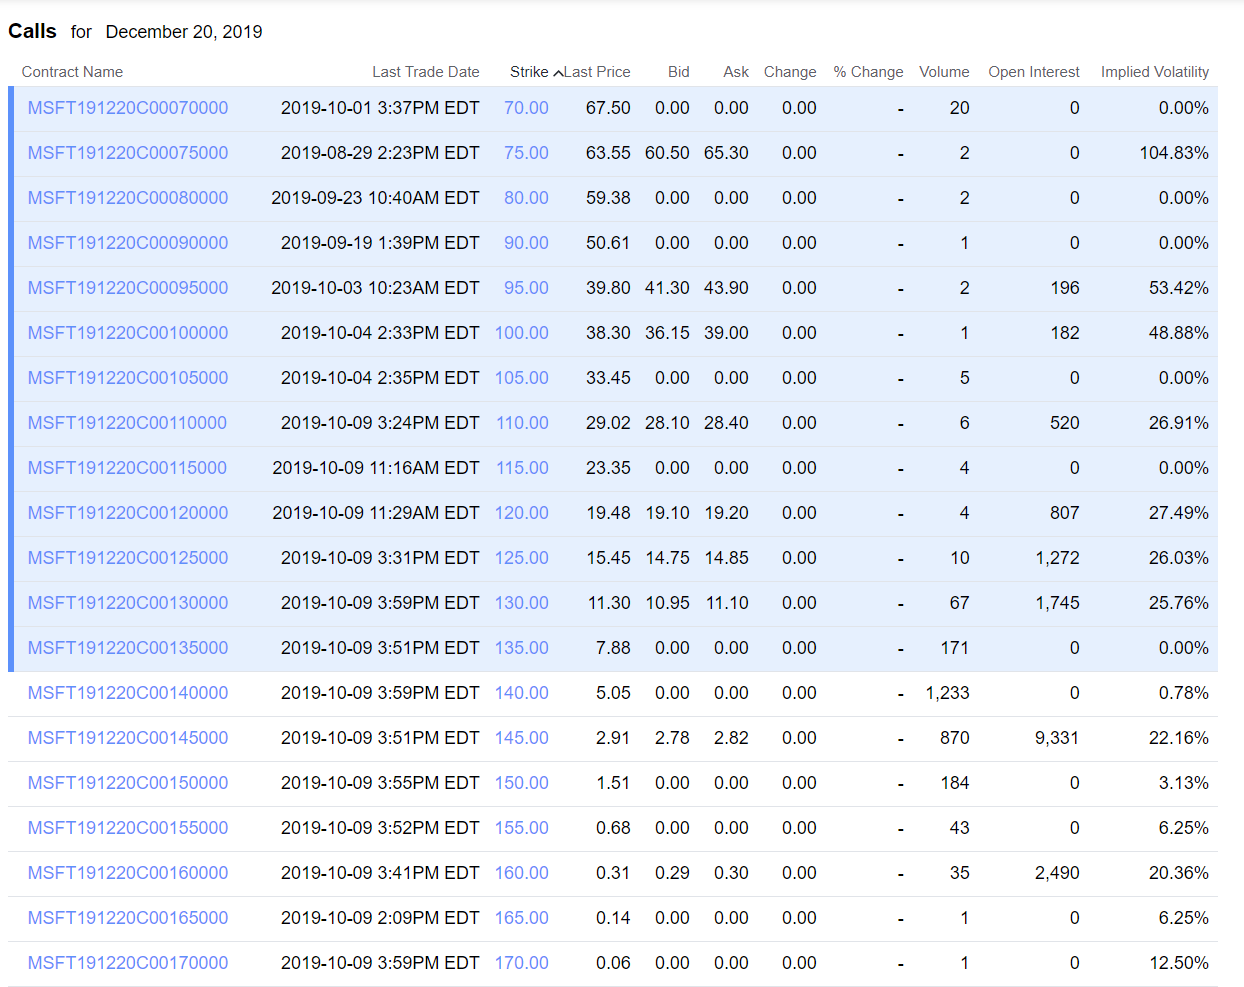 Calls for December 20, 2019
Contract Name Last Trade Date Strike Last Price Bid Ask Change % Change Volume Open Interest Implied Volatility
MSFT191220C00070000 2019-10-01 3:37PM EDT 70.00 67.50 0.00 0.00 0.00 - 20 0 0.00%
MSFT191220C00075000 2019-08-29 2:23PM EDT 75.00 63.55 60.50 65.30 0.00 - 2 0 104.83%
MSFT191220C00080000 2019-09-23 10:40AM EDT 80.00 59.38 0.00 0.00 0.00 - 2 0 0.00%
MSFT191220C00090000 2019-09-19 1:39PM EDT 90.00 50.61 0.00 0.00 0.00 - 1 0 0.00%
MSFT191220C00095000 2019-10-03 10:23AM EDT 95.00 39.80 41.30 43.90 0.00 - 2 196 53.42%
MSFT191220C00100000 2019-10-04 2:33PM EDT 100.00 38.30 36.15 39.00 0.00 - 1 182 48.88%
MSFT191220C00105000 2019-10-04 2:35PM EDT 105.00 33.45 0.00 0.00 0.00 - 5 0 0.00%
MSFT191220C00110000 2019-10-09 3:24PM EDT 110.00 29.02 28.10 28.40 0.00 - 6 520 26.91%
MSFT191220C00115000 2019-10-09 11:16AM EDT 115.00 23.35 0.00 0.00 0.00 - 4 0 0.00%
MSFT191220C00120000 2019-10-09 11:29AM EDT 120.00 19.48 19.10 19.20 0.00 - 4 807 27.49%
MSFT191220C00125000 2019-10-09 3:31PM EDT 125.00 15.45 14.75 14.85 0.00 - 10 1,272 26.03%
MSFT191220C00130000 2019-10-09 3:59PM EDT 130.00 11.30 10.95 11.10 0.00 - 67 1,745 25.76%
MSFT191220C00135000 2019-10-09 3:51PM EDT 135.00 7.88 0.00 0.00 0.00 - 171 0 0.00%
MSFT191220C00140000 2019-10-09 3:59PM EDT 140.00 5.05 0.00 0.00 0.00 - 1,233 0 0.78%
MSFT191220C00145000 2019-10-09 3:51PM EDT 145.00 2.91 2.78 2.82 0.00 - 870 9,331 22.16%
MSFT191220C00150000 2019-10-09 3:55PM EDT 150.00 1.51 0.00 0.00 0.00 - 184 0 3.13%
MSFT191220C00155000 2019-10-09 3:52PM EDT 155.00 0.68 0.00 0.00 0.00 - 43 0 6.25%
MSFT191220C00160000 2019-10-09 3:41PM EDT 160.00 0.31 0.29 0.30 0.00 - 35 2,490 20.36%
MSFT191220C00165000 2019-10-09 2:09PM EDT 165.00 0.14 0.00 0.00 0.00 - 1 0 6.25%
MSFT191220C00170000 2019-10-09 3:59PM EDT 170.00 0.06 0.00 0.00 0.00 - 1 0 12.50%